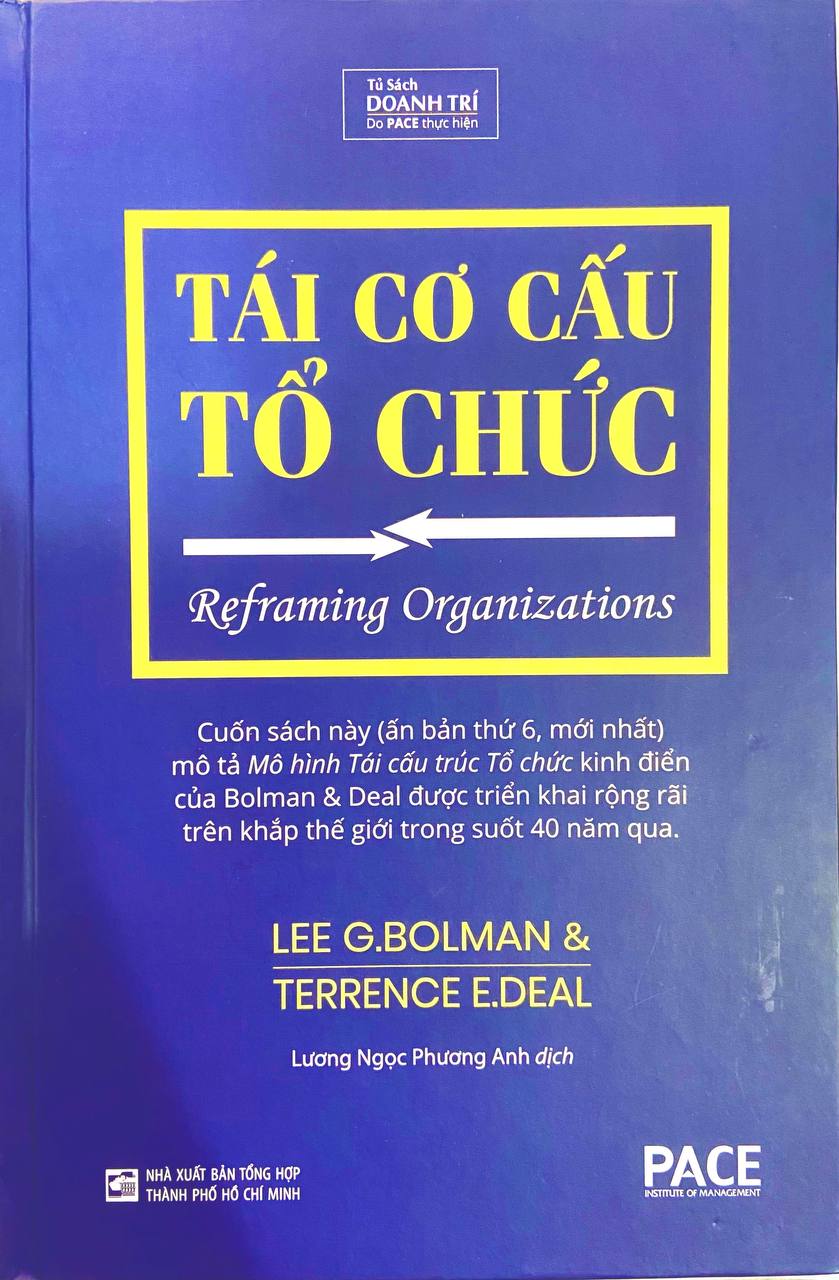 Tủ Sách
DOANH TRÍ
Do PACE thực hiện
TÁI CƠ CẤU
TỔ CHỨC
Reframing Organizations
Cuốn sách này (ấn bản thứ 6, mới nhất)
mô tả Mô hình Tái cấu trúc Tổ chức kinh điển
của Bolman & Deal được triển khai rộng rãi
trên khắp thế giới trong suốt 40 năm qua.
LEE G.BOLMAN &
TERRENCE E.DEAL
Lương Ngọc Phương Anh dịch
NHÀ XUẤT BẢN TỔNG HỢP
THÀNH PHỐ HỒ CHÍ MINH
PACE
INSTITUTE OF MANAGEMENT